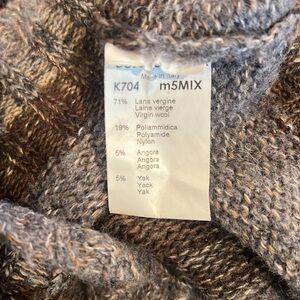 Made in Italy
K704 m5MIX
71% Lana vergine
Laine vierge
Virgin wool
19% Poliammidica
Polyamide
Nylon
5% Angora
Angora
Angora
5% Yak
Yack
Yak